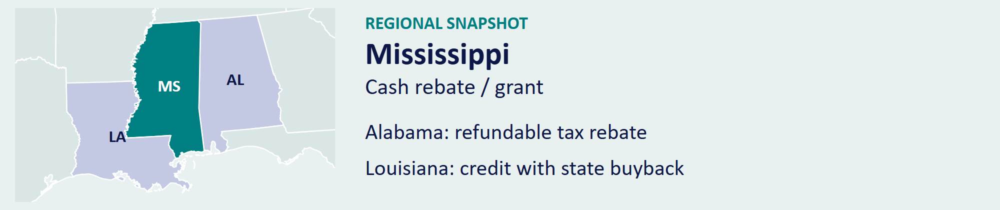 MS
AL
LA
REGIONAL SNAPSHOT
Mississippi
Cash rebate / grant
Alabama: refundable tax rebate
Louisiana: credit with state buyback